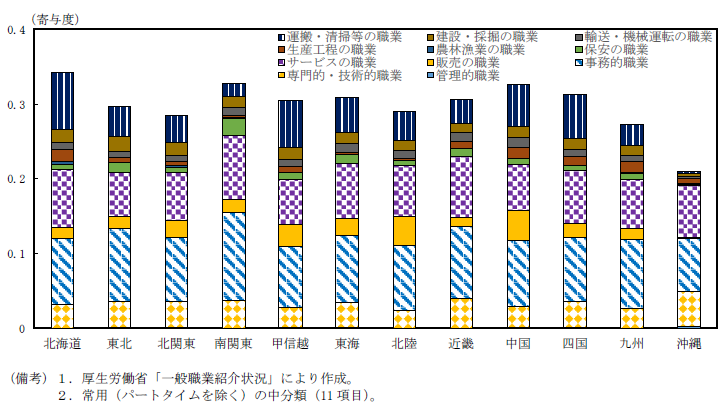 （寄与度）
0.4
0.3
0.2
0.1
0
運搬・清掃等の職業 建設・採掘の職業 輸送・機械運転の職業
生産工程の職業 農林漁業の職業 保安の職業
サービスの職業 販売の職業 事務的職業
専門的・技術的職業 管理的職業
北海道 東北 北関東 南関東 甲信越 東海 北陸 近畿 中国 四国 九州 沖縄
（備考）１．厚生労働省「一般職業紹介状況」により作成。
２．常用（パートタイムを除く）の中分類（11 項目）。